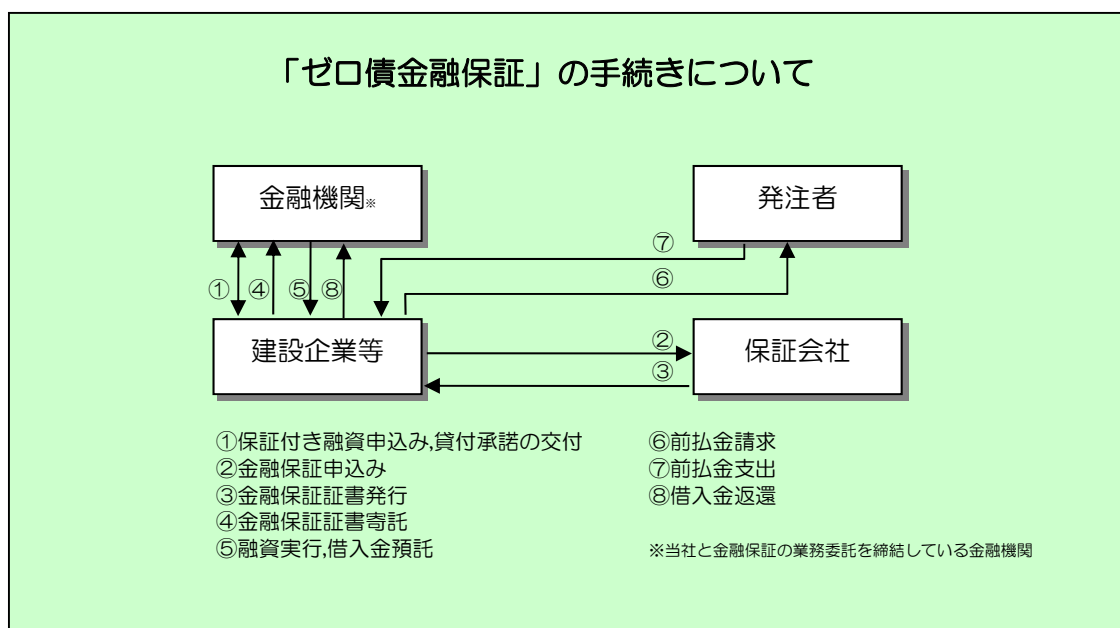 「ゼロ債金融保証」の手続きについて
金融機関※
発注者
⑦
⑥
①
④
⑤
⑧
建設企業等
②
③
保証会社
①保証付き融資申込み,貸付承諾の交付
②金融保証申込み
③金融保証証書発行
④金融保証証書寄託
⑤融資実行,借入金預託
⑥前払金請求
⑦前払金支出
⑧借入金返還
※当社と金融保証の業務委託を締結している金融機関